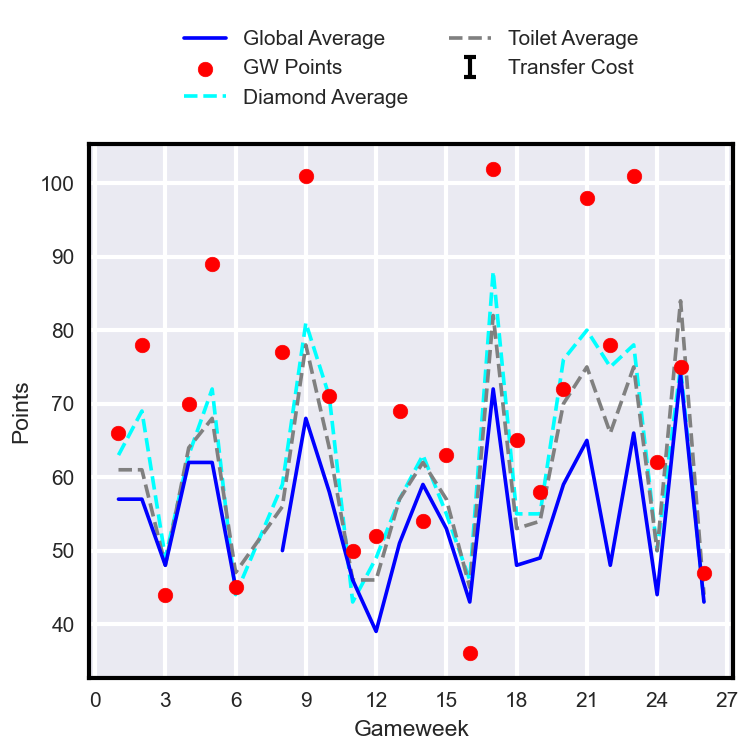 Global Average
GW Points
Diamond Average
Toilet Average
Transfer Cost
Points
100
90
80
70
60
50
40
0 3 6 9 12 15 18 21 24 27
Gameweek